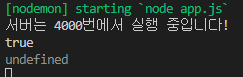 [nodemon] starting `node app.js`
서버는 4000번에서 실행 중입니다!
true
undefined